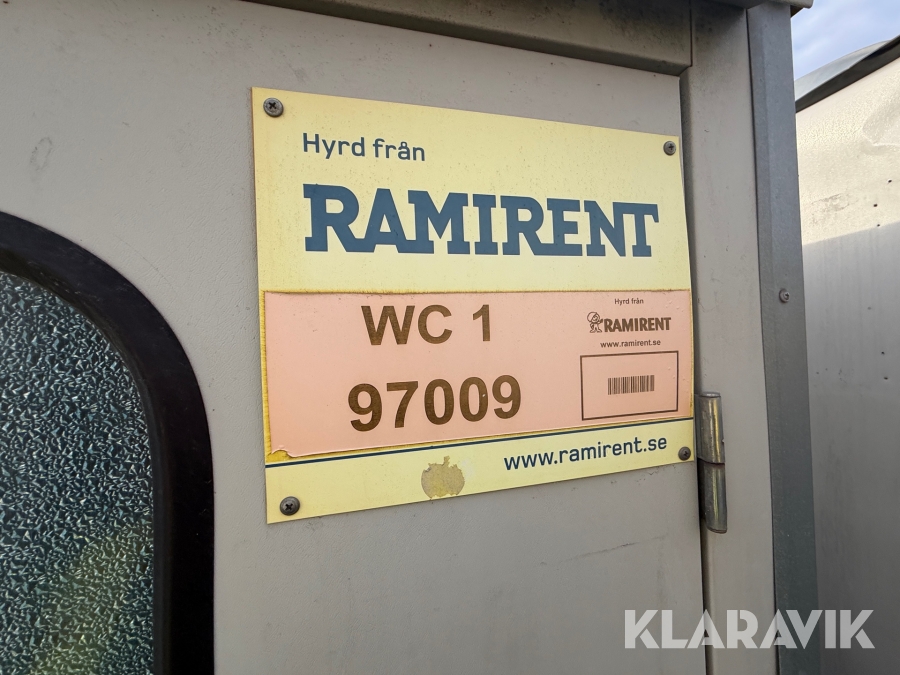 Hyrd från
RAMIRENT
WC 1
97009
Hyrd från
RAMIRENT
www.ramirent.se
www.ramirent.se
KLARAVIK